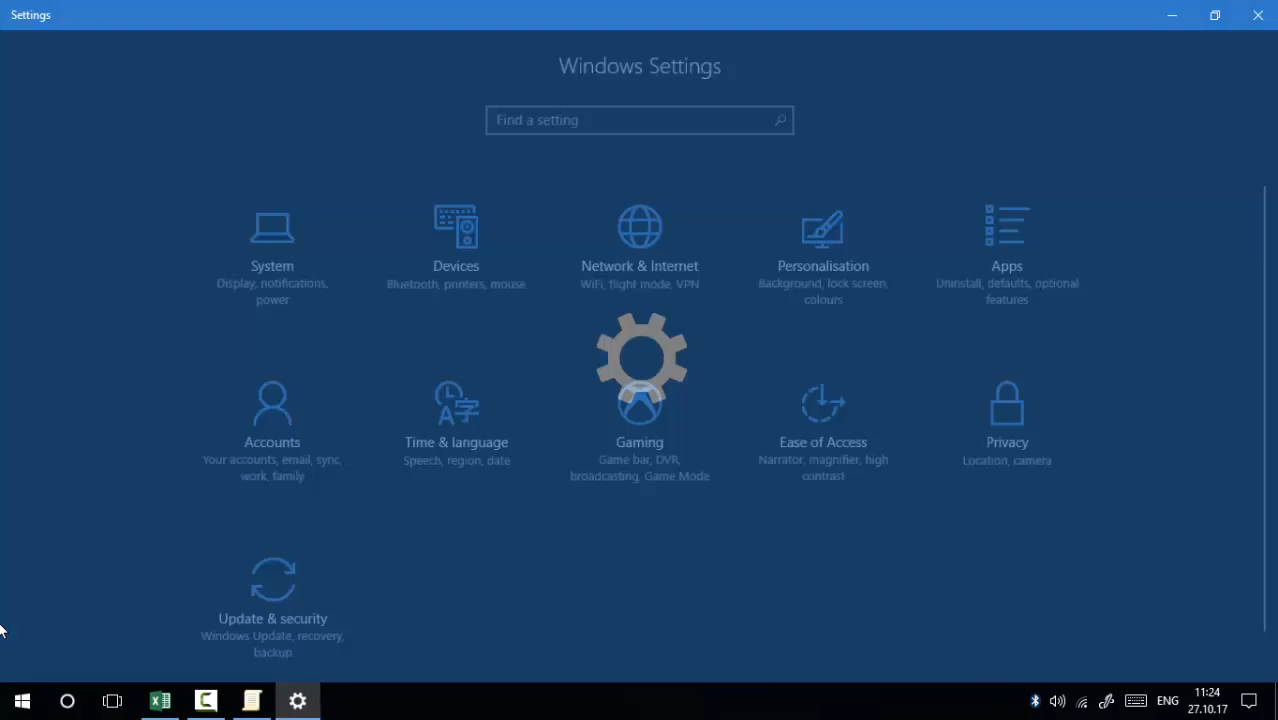 Settings
Windows Settings
Find a setting
System
Display, notifications,
power
Devices
Bluetooth, printers, mouse
Network & Internet
WiFi, flight mode, VPN
Personalisation
Background, lock screen,
colours
Apps
Uninstall, defaults, optional
features
Accounts
Your accounts, email, sync,
work, family
Time & language
Speech, region, date
Gaming
Game bar, DVR,
broadcasting, Game Mode
Ease of Access
Narrator, magnifier, high
contrast
Privacy
Location, camera
Update & security
Windows Update, recovery,
backup
ENG
11:24
27.10.17